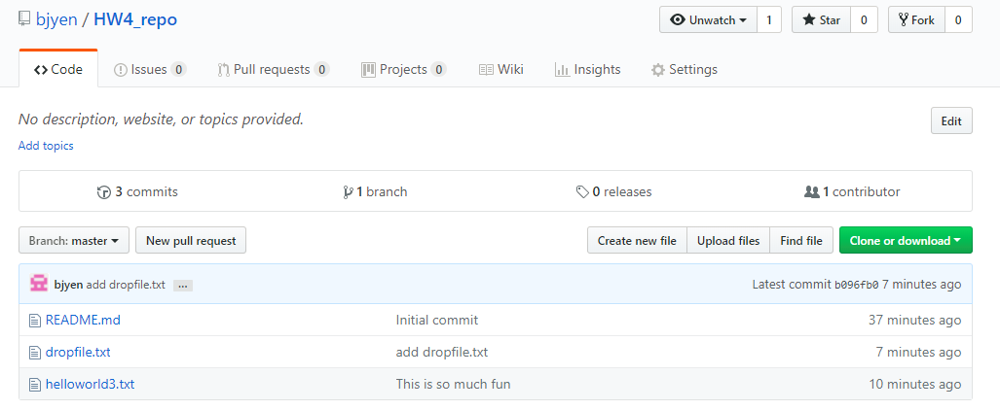 bjyen / HW4_repo Unwatch 1 Star 0 Fork 0
Code Issues 0 Pull requests 0 Projects 0 Wiki Insights Settings
No description, website, or topics provided. Edit
Add topics
3 commits 1 branch 0 releases 1 contributor
Branch: master New pull request Create new file Upload files Find file Clone or download
bjyen add dropfile.txt ... Latest commit b096fb0 7 minutes ago
README.md Initial commit 37 minutes ago
dropfile.txt add dropfile.txt 7 minutes ago
helloworld3.txt This is so much fun 10 minutes ago